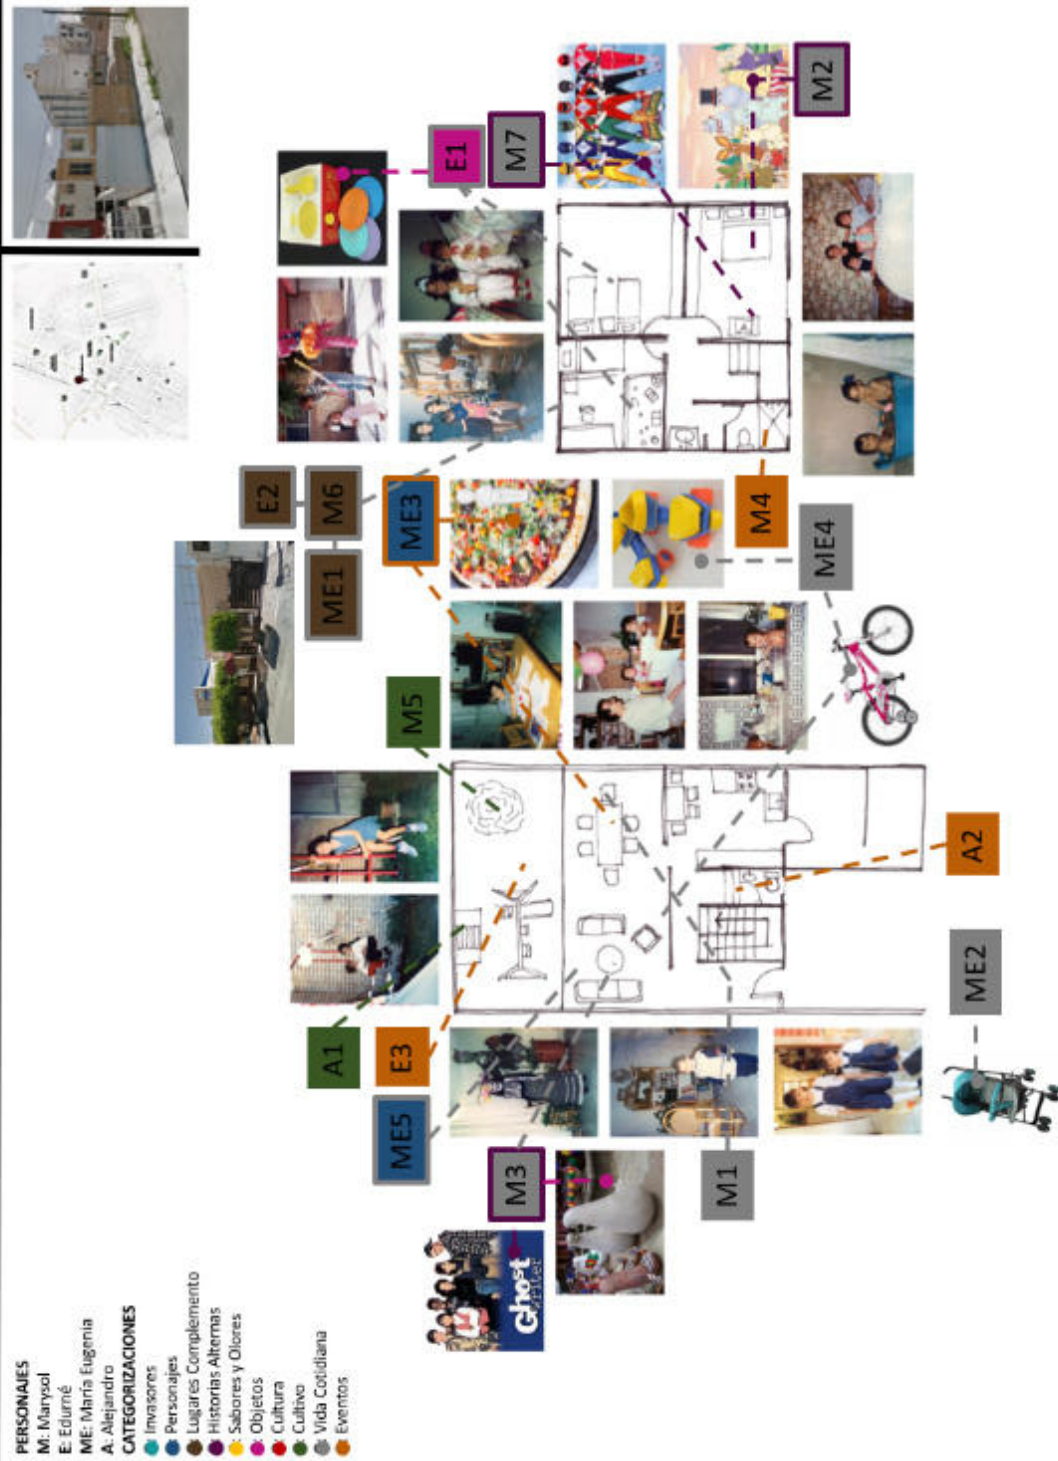 PERSONAJES
M: Marysol
E: Edurné
ME: María Eugenia
A: Alejandro
CATEGORIZACIONES
Invasores
Personajes
Lugares Complemento
Historias Alternas
Sabores y Olores
Objetos
Cultura
Cultivo
Vida Cotidiana
Eventos
Ghost
writer
M3
M1
ME5
E3
A1
ME2
A2
M5
ME1
M6
E2
ME3
ME4
M4
E1
M7
M2